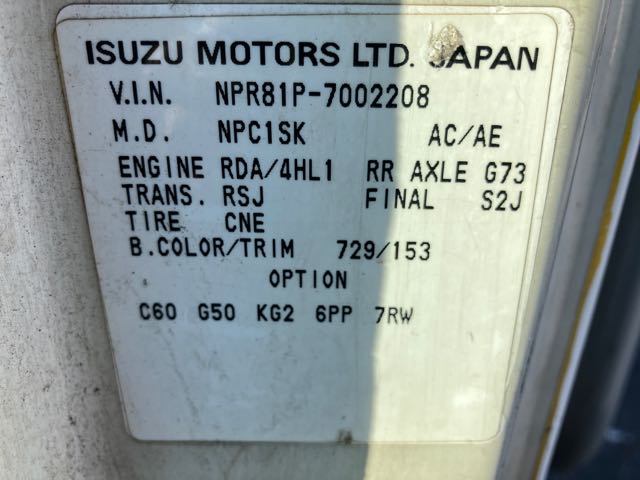 ISUZU MOTORS LTD. JAPAN
V.I.N. NPR81P-7002208
M.D. NPC1SK AC/AE
ENGINE RDA/4HL1 RR AXLE G73
TRANS. RSJ FINAL S2J
TIRE CNE
B.COLOR/TRIM 729/153
OPTION
C60 G50 KG2 6PP 7RW